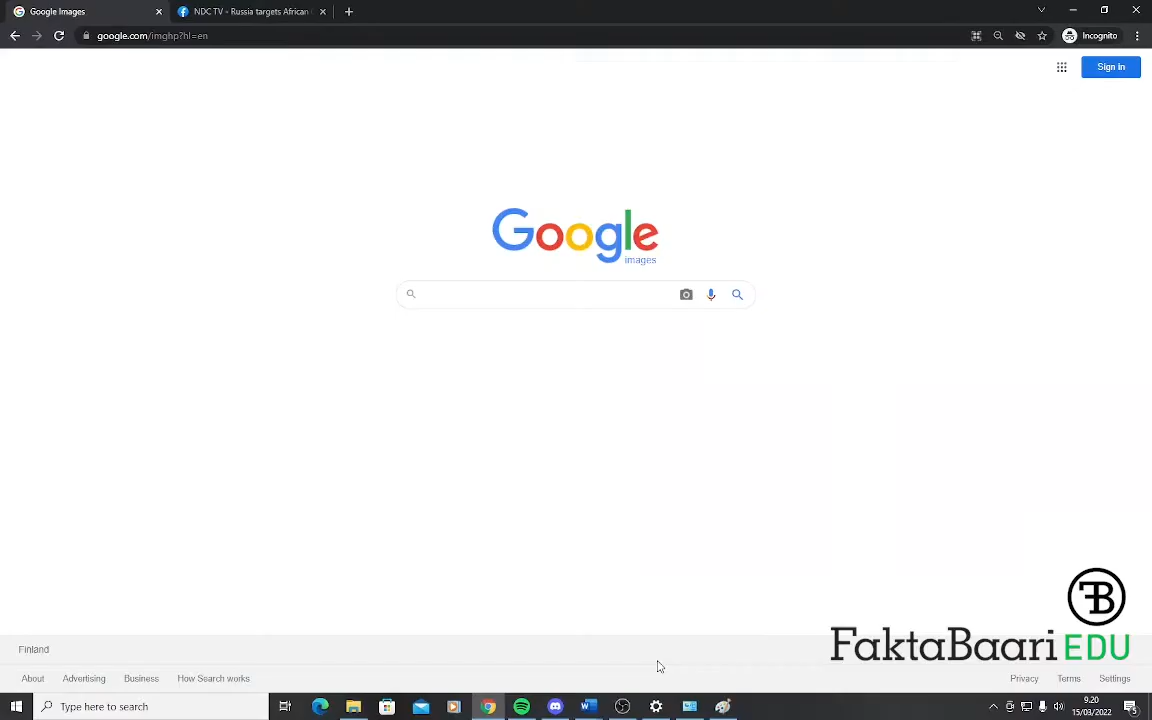 Google Images
NDC TV - Russia targets African
google.com/imghp?hl=en
Incognito
Sign in
Google
images
Finland
About Advertising Business How Search works
Privacy Terms Settings
FB
FaktaBaari EDU
Type here to search
9.20
15/03/2022